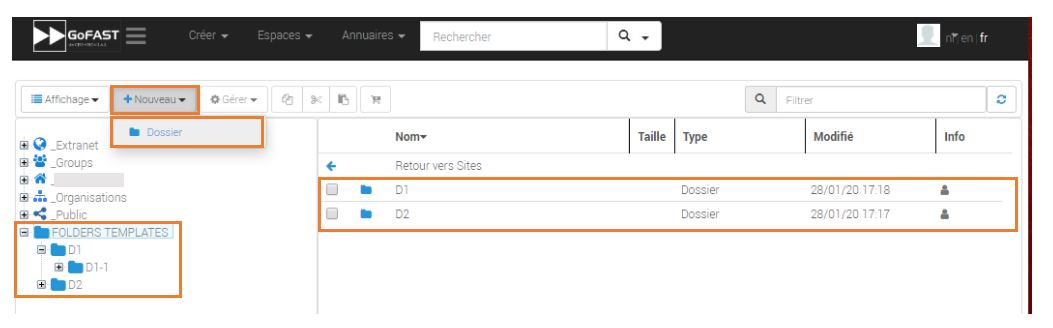 GoFAST Créer Espaces Annuaires Rechercher en | fr
Affichage +Nouveau Gérer Filtrer
Dossier
Nom Taille Type Modifié Info
_Extranet
_Groups
Retour vers Sites
_
D1 Dossier 28/01/20 17:18
_Organisations
_Public
D2 Dossier 28/01/20 17:17
FOLDERS TEMPLATES
D1
D1-1
D2